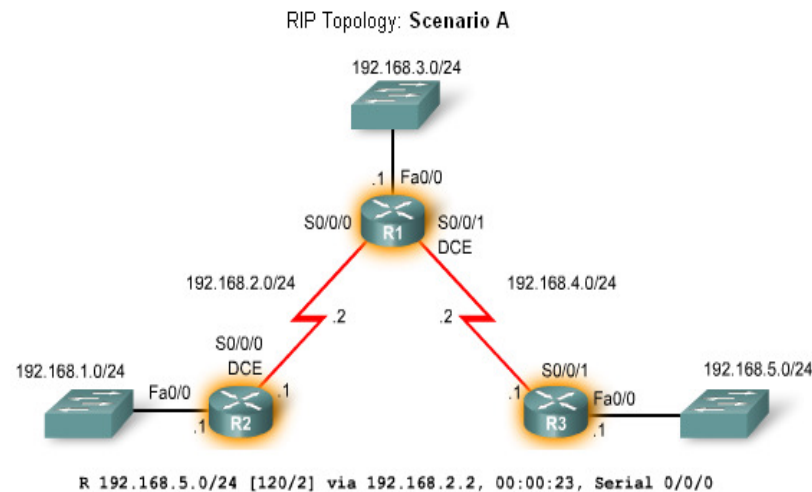 RIP Topology: Scenario A
192.168.3.0/24
.1 Fa0/0
S0/0/0 R1 S0/0/1
DCE
192.168.2.0/24
192.168.4.0/24
.2 .2
S0/0/0
DCE
S0/0/1
192.168.1.0/24
192.168.5.0/24
Fa0/0 .1
.1 Fa0/0
.1 R2
R3 .1
R 192.168.5.0/24 [120/2] via 192.168.2.2, 00:00:23, Serial 0/0/0